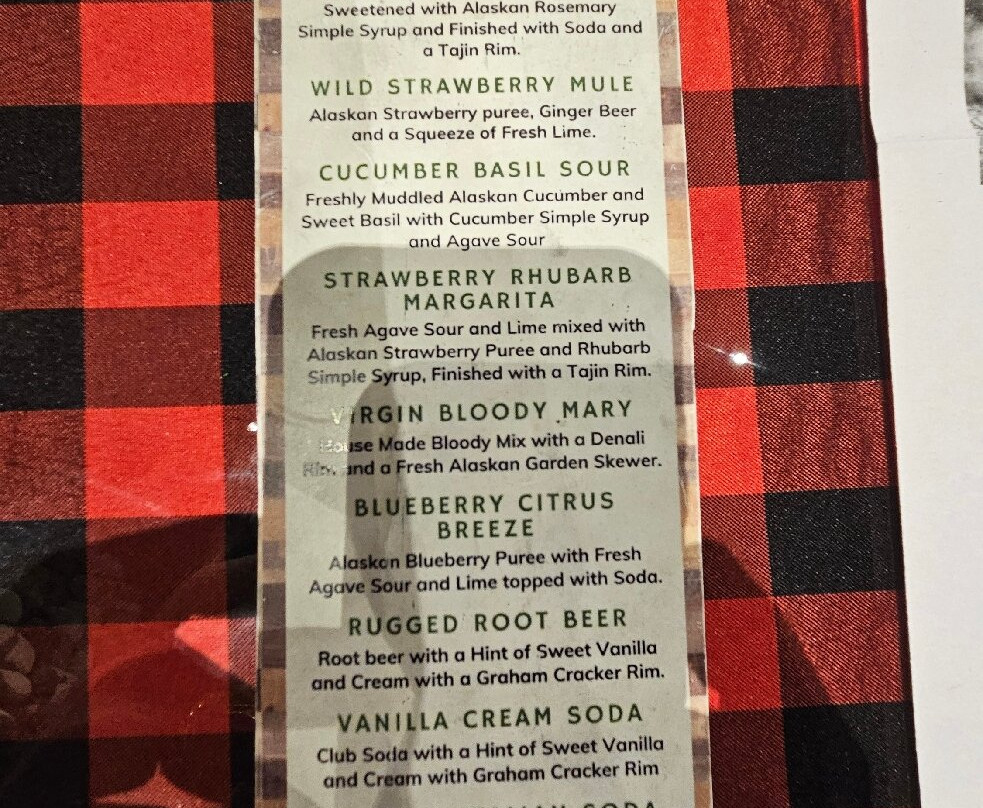 Sweetened with Alaskan Rosemary
Simple Syrup and Finished with Soda and
a Tajin Rim.
WILD STRAWBERRY MULE
Alaskan Strawberry puree, Ginger Beer
and a Squeeze of Fresh Lime.
CUCUMBER BASIL SOUR
Freshly Muddled Alaskan Cucumber and
Sweet Basil with Cucumber Simple Syrup
and Agave Sour
STRAWBERRY RHUBARB
MARGARITA
Fresh Agave Sour and Lime mixed with
Alaskan Strawberry Puree and Rhubarb
Simple Syrup, Finished with a Tajin Rim.
VIRGIN BLOODY MARY
House Made Bloody Mix with a Denali
Rim, and a Fresh Alaskan Garden Skewer.
BLUEBERRY CITRUS
BREEZE
Alaskan Blueberry Puree with Fresh
Agave Sour and Lime topped with Soda.
RUGGED ROOT BEER
Root beer with a Hint of Sweet Vanilla
and Cream with a Graham Cracker Rim.
VANILLA CREAM SODA
Club Soda with a Hint of Sweet Vanilla
and Cream with Graham Cracker Rim
SODA